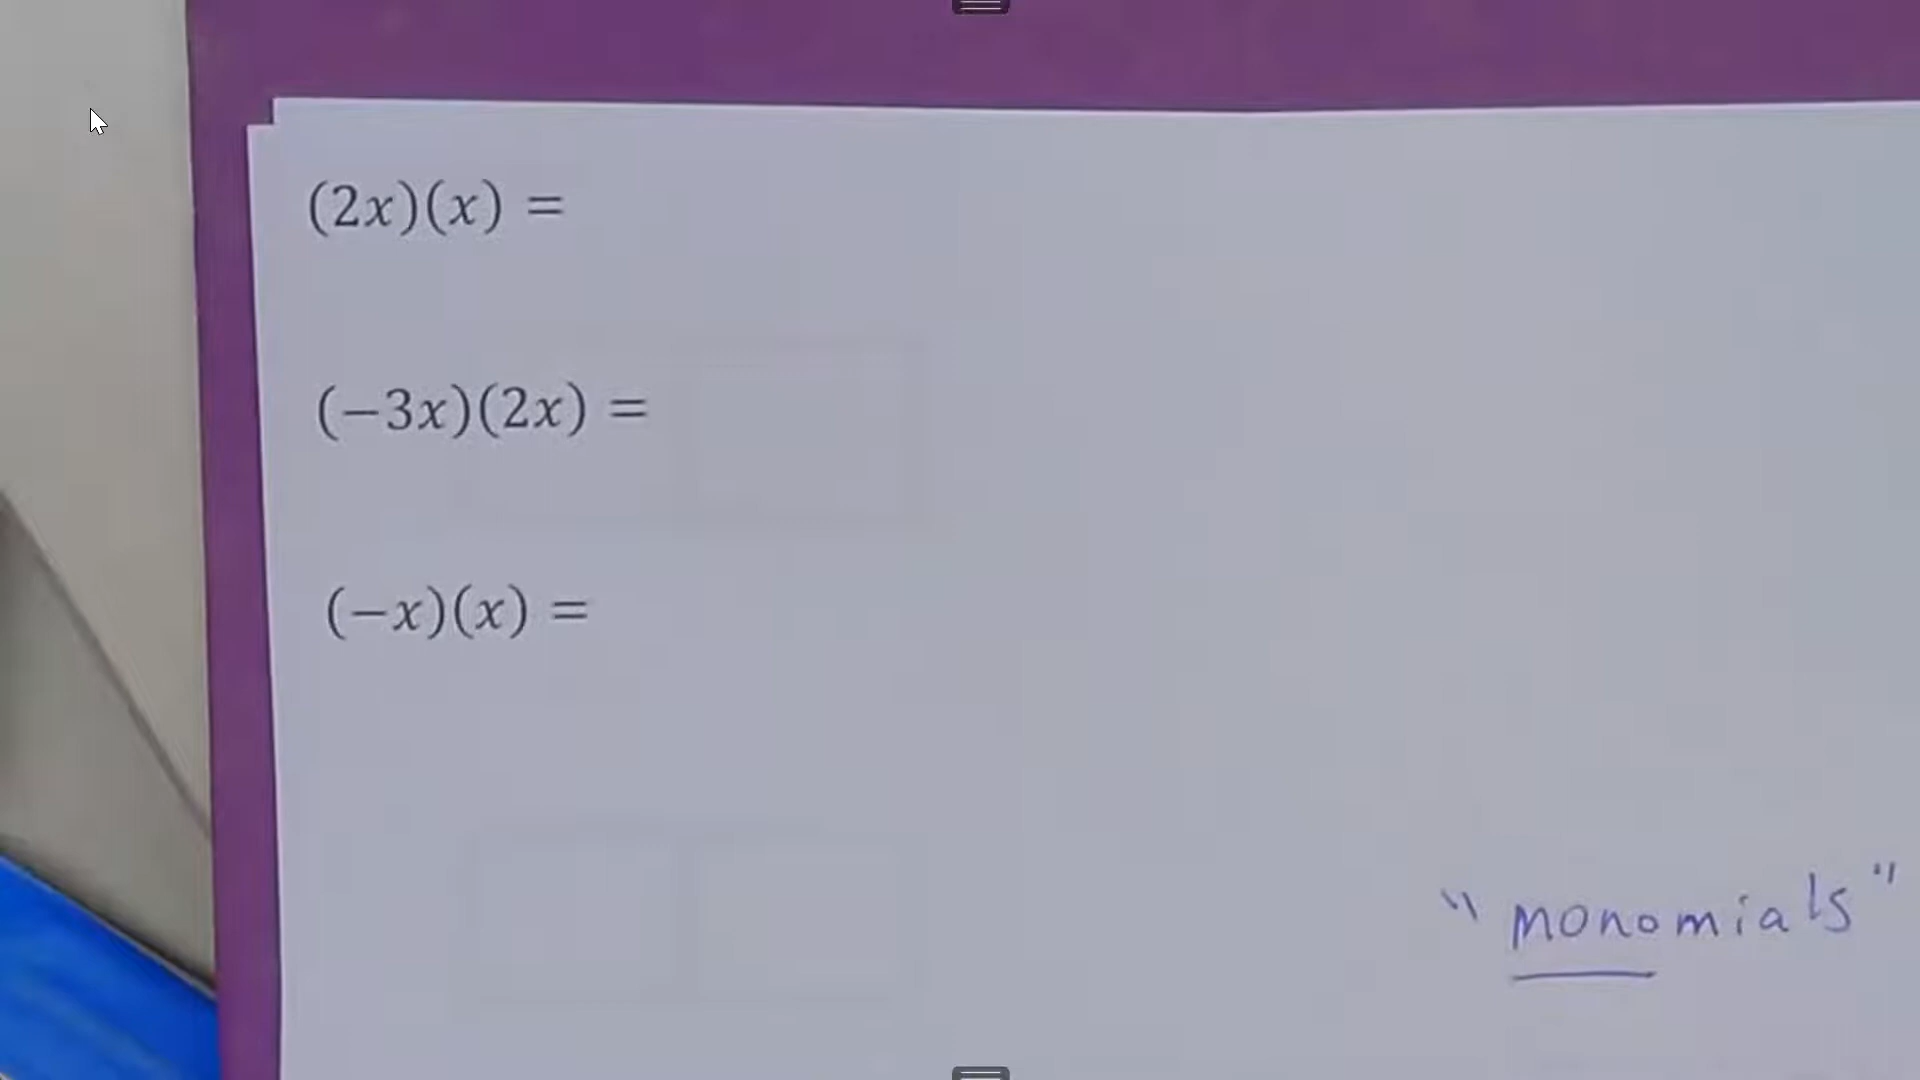 (2x)(x) =
(−3x)(2x) =
(−x)(x) =
"monomials"